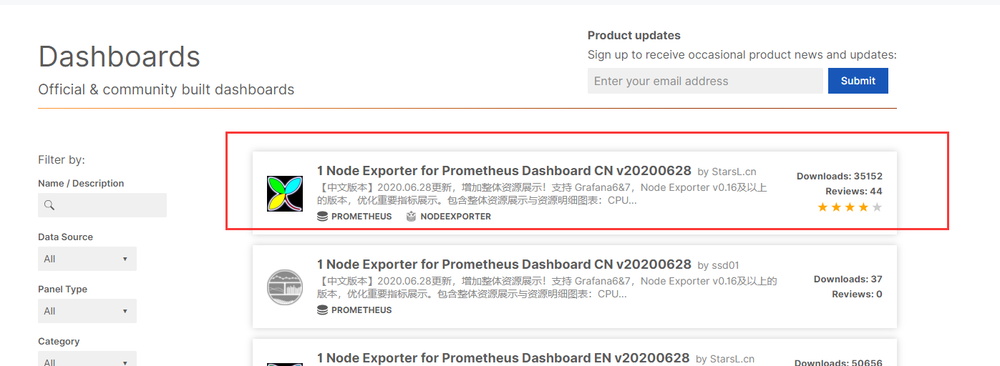 Dashboards
Official & community built dashboards
Product updates
Sign up to receive occasional product news and updates:
Enter your email address
Submit
Filter by:
Name / Description
Data Source
All
Panel Type
All
Category
All
1 Node Exporter for Prometheus Dashboard CN v20200628 by StarsL.cn
【中文版本】2020.06.28更新，增加整体资源展示！支持 Grafana6&7，Node Exporter v0.16及以上
的版本，优化重要指标展示。包含整体资源展示与资源明细图表：CPU...
PROMETHEUS NODEEXPORTER
Downloads: 35152
Reviews: 44
1 Node Exporter for Prometheus Dashboard CN v20200628 by ssd01
【中文版本】2020.06.28更新，增加整体资源展示！支持 Grafana6&7，Node Exporter v0.16及以上的
版本，优化重要指标展示。包含整体资源展示与资源明细图表：CPU...
PROMETHEUS
Downloads: 37
Reviews: 0
1 Node Exporter for Prometheus Dashboard EN v20200628 by StarsL.cn
Downloads: 50656